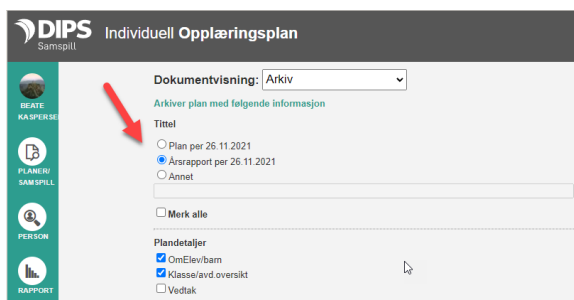 DIPS
Samspill
Individuell Opplæringsplan
BEATE
KASPERSE
PLANER/
SAMSPILL
PERSON
RAPPORT
Dokumentvisning: Arkiv
Arkiver plan med følgende informasjon
Tittel
Plan per 26.11.2021
Årsrapport per 26.11.2021
Annet
Merk alle
Plandetaljer
OmElev/barn
Klasse/avd.oversikt
Vedtak